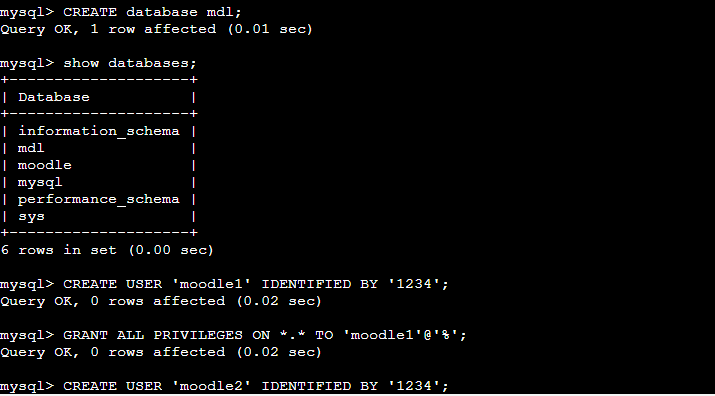 mysql> CREATE database mdl;
Query OK, 1 row affected (0.01 sec)
mysql> show databases;
+--------------------+
| Database           |
+--------------------+
| information_schema |
| mdl                |
| moodle             |
| mysql              |
| performance_schema |
| sys                |
+--------------------+
6 rows in set (0.00 sec)
mysql> CREATE USER 'moodle1' IDENTIFIED BY '1234';
Query OK, 0 rows affected (0.02 sec)
mysql> GRANT ALL PRIVILEGES ON *.* TO 'moodle1'@'%';
Query OK, 0 rows affected (0.02 sec)
mysql> CREATE USER 'moodle2' IDENTIFIED BY '1234';